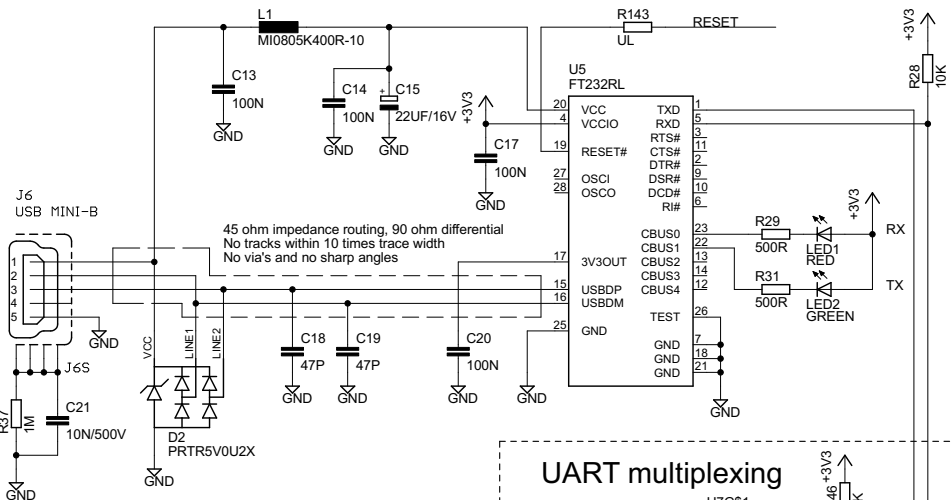 L1
MI0805K400R-10
R143
UL
RESET
+3V3
R28
10K
C13
100N
GND
C14
100N
GND
+
C15
22UF/16V
GND
+3V3
C17
100N
GND
U5
FT232RL
20 VCC
4 VCCIO
19 RESET#
27 OSCI
28 OSCO
17 3V3OUT
15 USBDP
16 USBDM
25 GND
TXD 1
RXD 5
RTS# 3
CTS# 11
DTR# 2
DSR# 9
DCD# 10
RI# 6
CBUS0 23
CBUS1 22
CBUS2 13
CBUS3 14
CBUS4 12
TEST 26
GND 7
GND 18
GND 21
GND
R29
500R
LED1
RED
+3V3
RX
R31
500R
LED2
GREEN
TX
J6
USB MINI-B
1
2
3
4
5
GND
J6S
45 ohm impedance routing, 90 ohm differential
No tracks within 10 times trace width
No via's and no sharp angles
VCC
LINE1
LINE2
D2
PRTR5V0U2X
GND
C18
47P
GND
C19
47P
GND
C20
100N
GND
GND
R37
1M
C21
10N/500V
GND
UART multiplexing
+3V3